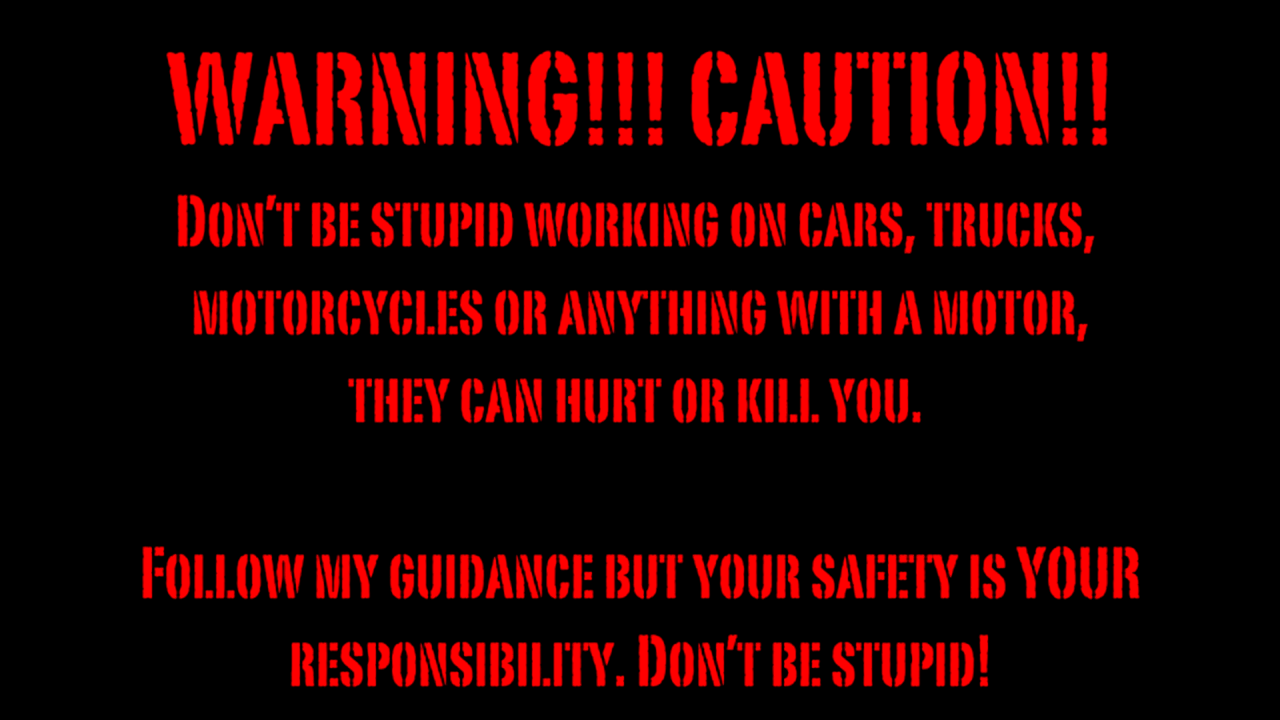 WARNING!!! CAUTION!!
Don't be stupid working on cars, trucks,
motorcycles or anything with a motor,
they can hurt or kill you.
Follow my guidance but your safety is YOUR
responsibility. Don't be stupid!